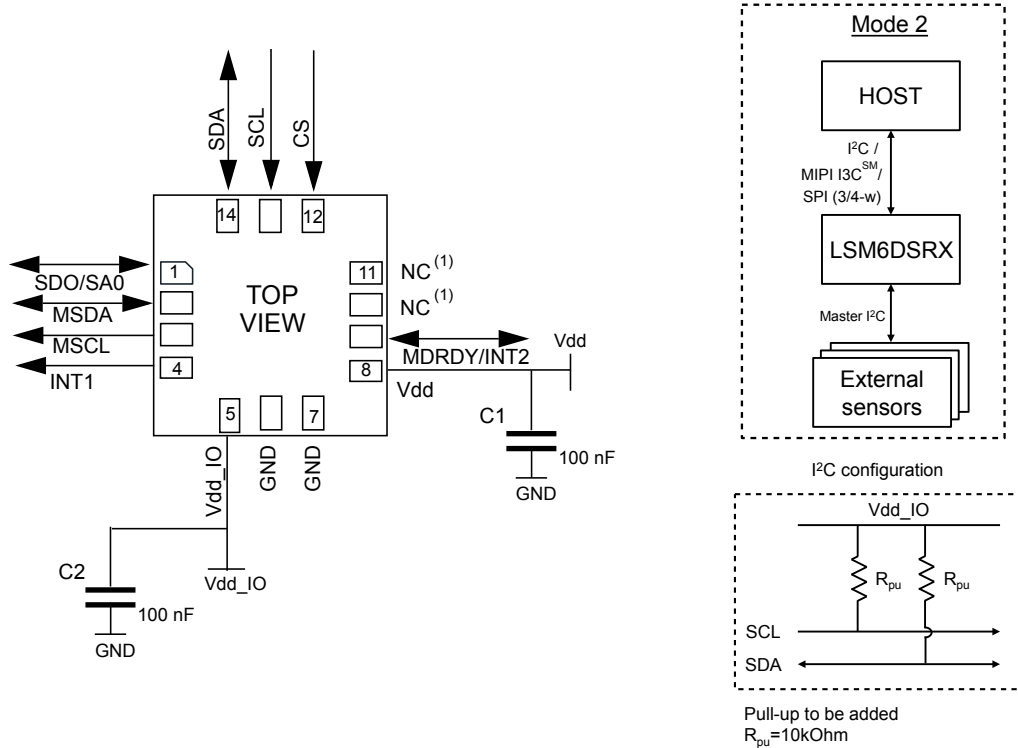 SDA
SCL
CS
14
12
1
11
4
8
5
7
TOP
VIEW
SDO/SA0
MSDA
MSCL
INT1
NC (1)
NC (1)
MDRDY/INT2
Vdd
Vdd
C1
100 nF
GND
Vdd_IO
GND
GND
C2
100 nF
GND
Vdd_IO
Mode 2
HOST
I²C /
MIPI I3C SM/
SPI (3/4-w)
LSM6DSRX
Master I²C
External
sensors
I²C configuration
Vdd_IO
Rpu
Rpu
SCL
SDA
Pull-up to be added
Rpu=10kOhm